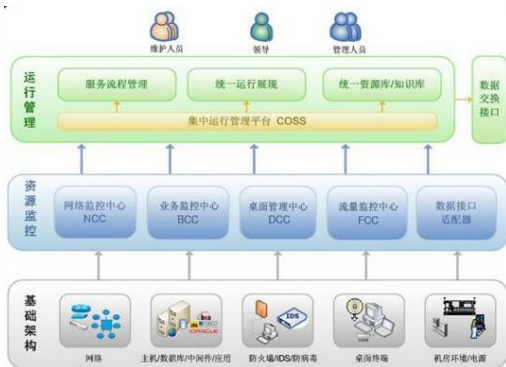 维护人员
领导
管理人员
运行管理
服务流程管理
统一运行展现
统一资源库/知识库
集中运行管理平台 COSS
数据交换接口
资源监控
网络监控中心
NCC
业务监控中心
BCC
桌面管理中心
DCC
流量监控中心
FCC
数据接口
适配器
基础架构
网络
主机/数据库/中间件/应用
ORACLE
防火墙/IDS/防病毒
IDS
桌面终端
机房环境/电源